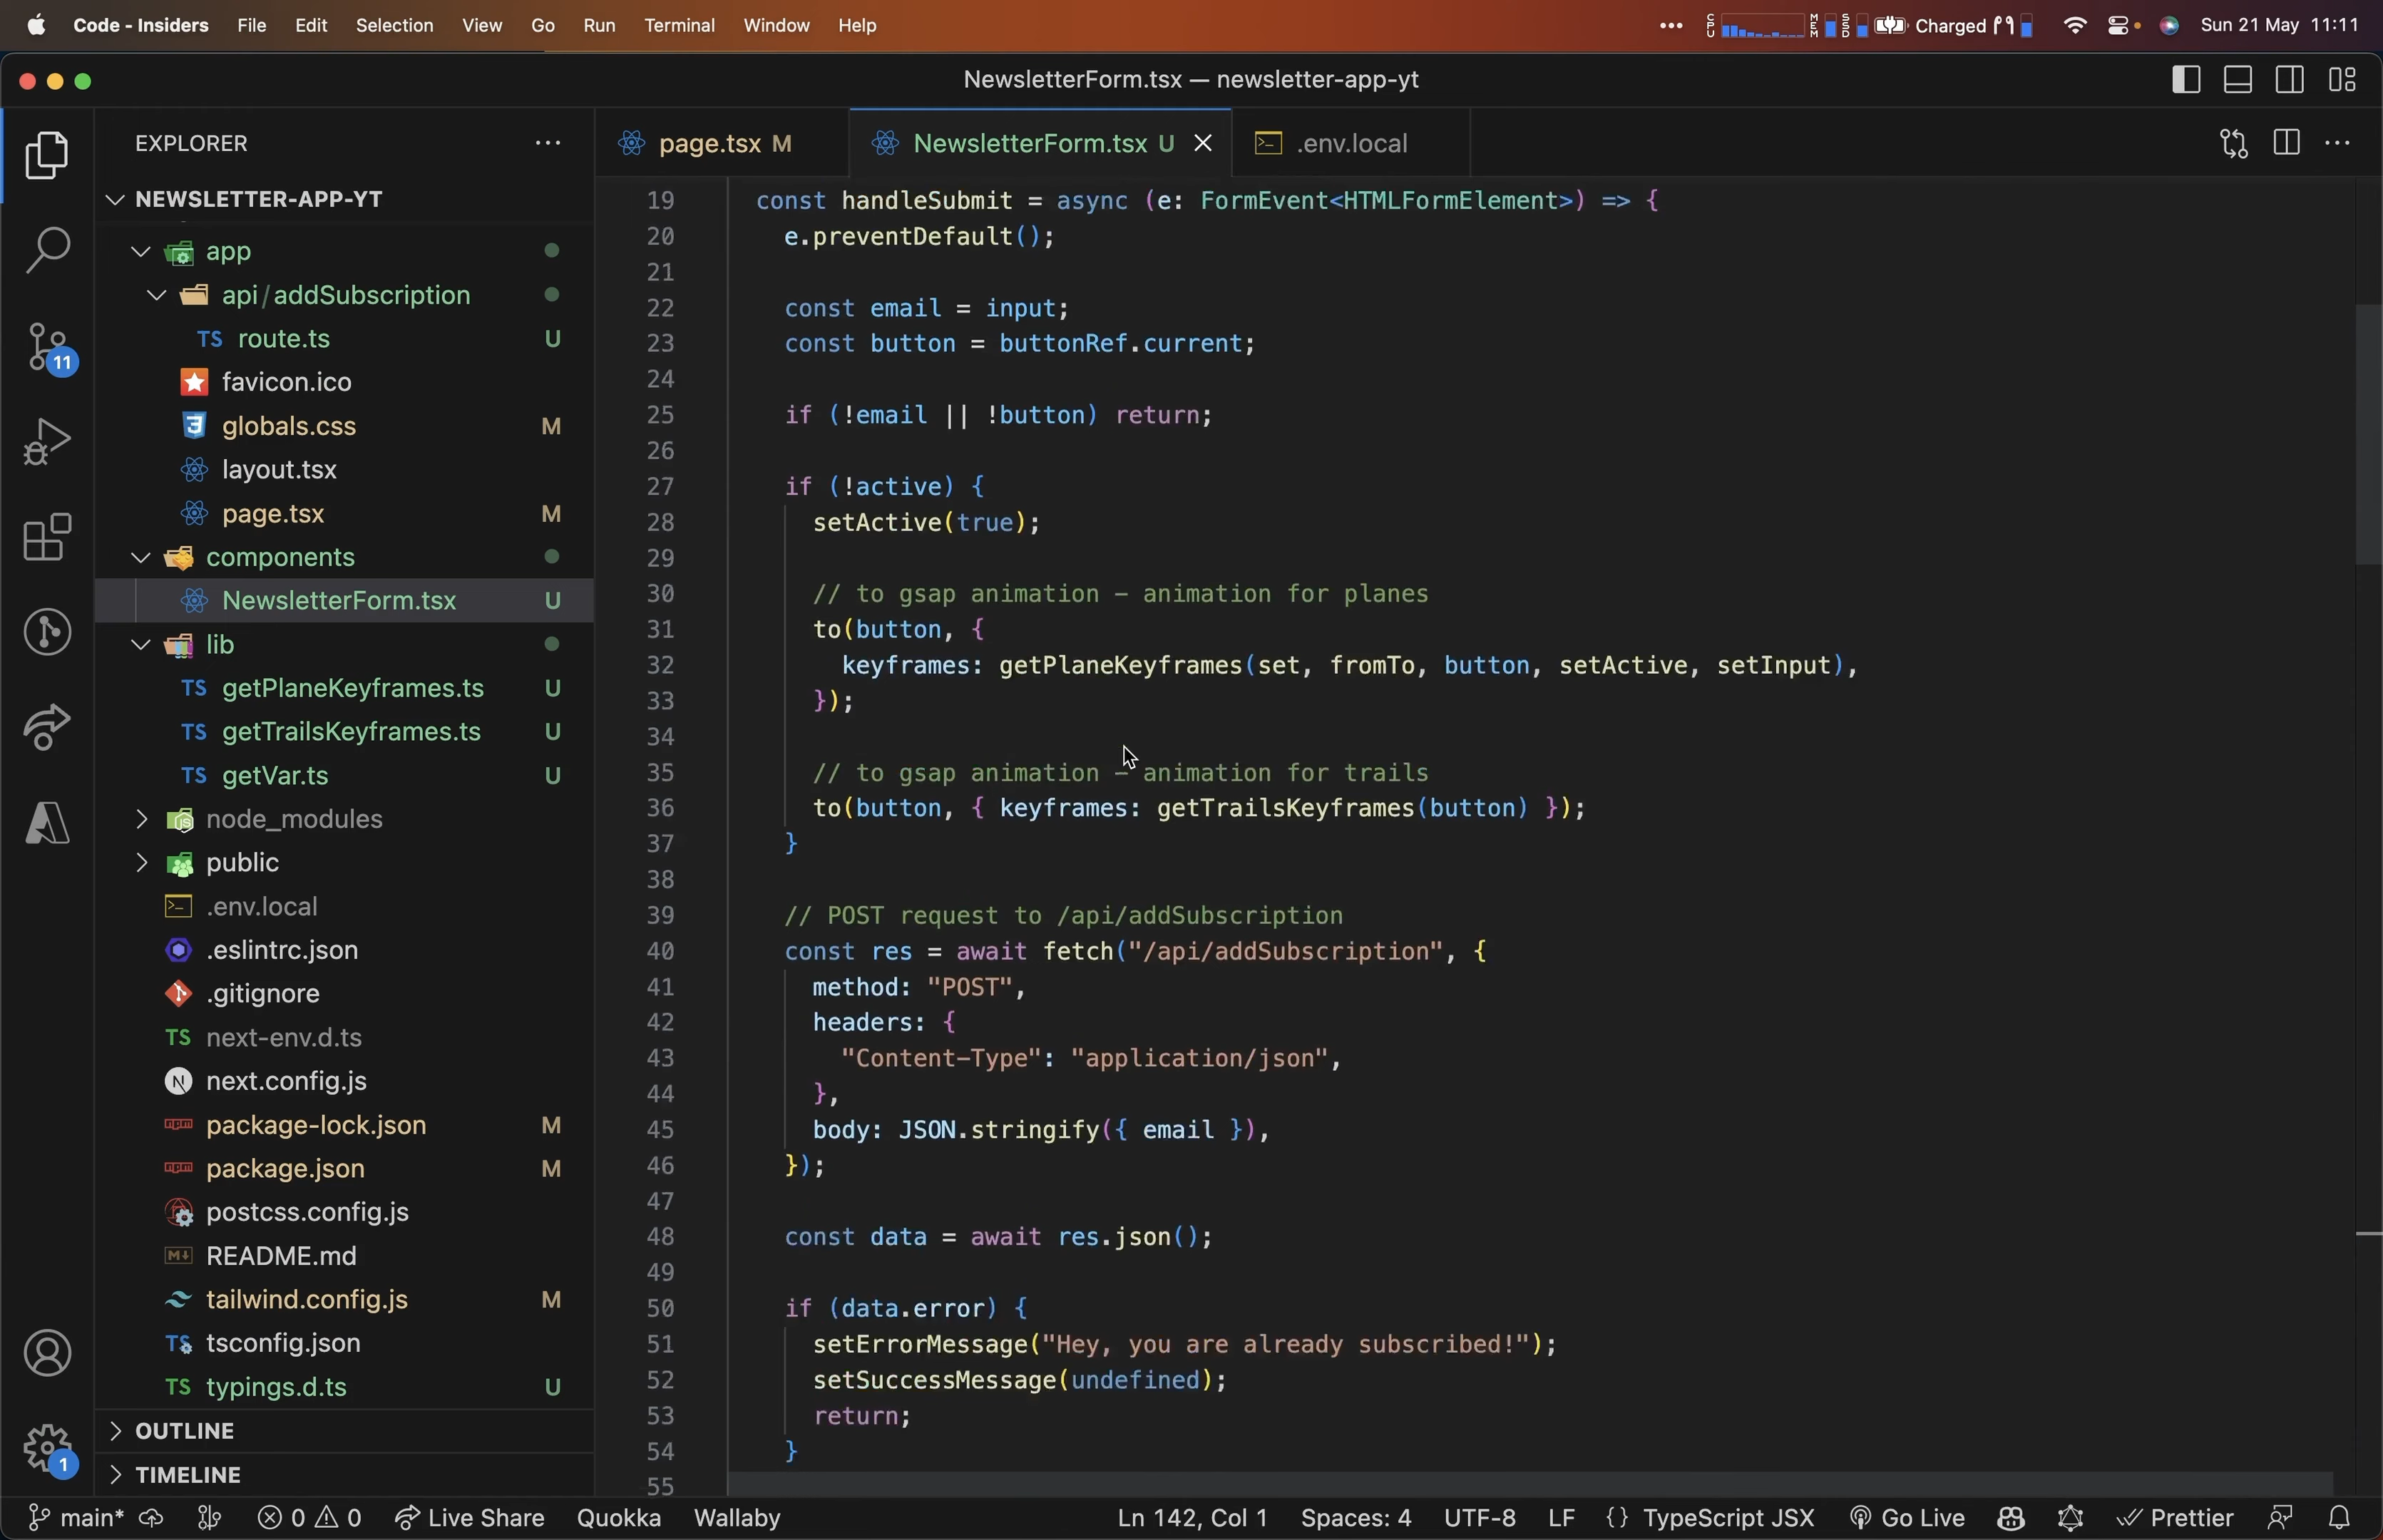 Code - Insiders File Edit Selection View Go Run Terminal Window Help ••• CPU MEM SSD Charged Sun 21 May 11:11
NewsletterForm.tsx — newsletter-app-yt
EXPLORER ···
page.tsx M NewsletterForm.tsx U .env.local ···
NEWSLETTER-APP-YT
app
api/addSubscription
TS route.ts U
favicon.ico
globals.css M
layout.tsx
page.tsx M
components
NewsletterForm.tsx U
lib
TS getPlaneKeyframes.ts U
TS getTrailsKeyframes.ts U
TS getVar.ts U
node_modules
public
.env.local
.eslintrc.json
.gitignore
TS next-env.d.ts
N next.config.js
package-lock.json M
package.json M
postcss.config.js
M↓ README.md
tailwind.config.js M
TS tsconfig.json
TS typings.d.ts U
OUTLINE
TIMELINE
11
1
19 const handleSubmit = async (e: FormEvent<HTMLFormElement>) => {
20 e.preventDefault();
21
22 const email = input;
23 const button = buttonRef.current;
24
25 if (!email || !button) return;
26
27 if (!active) {
28 setActive(true);
29
30 // to gsap animation - animation for planes
31 to(button, {
32 keyframes: getPlaneKeyframes(set, fromTo, button, setActive, setInput),
33 });
34
35 // to gsap animation - animation for trails
36 to(button, { keyframes: getTrailsKeyframes(button) });
37 }
38
39 // POST request to /api/addSubscription
40 const res = await fetch("/api/addSubscription", {
41 method: "POST",
42 headers: {
43 "Content-Type": "application/json",
44 },
45 body: JSON.stringify({ email }),
46 });
47
48 const data = await res.json();
49
50 if (data.error) {
51 setErrorMessage("Hey, you are already subscribed!");
52 setSuccessMessage(undefined);
53 return;
54 }
55
main* 0 0 Live Share Quokka Wallaby Ln 142, Col 1 Spaces: 4 UTF-8 LF {} TypeScript JSX Go Live Prettier